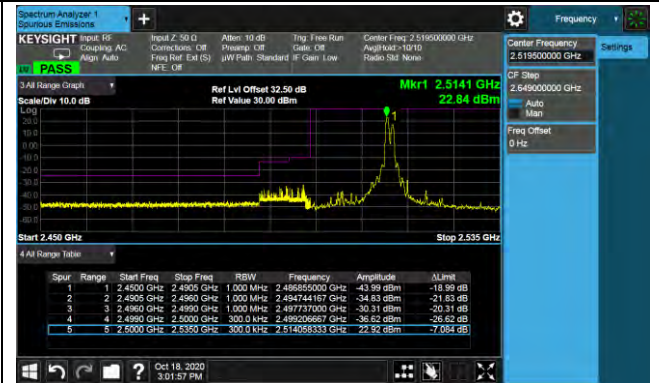 Spectrum Analyzer 1
Spurious Emissions
+
Frequency
KEYSIGHT Input: RF Input Z: 50 Ω Atten: 10 dB Trig: Free Run Center Freq: 2.519500000 GHz
Coupling: AC Corrections: Off Preamp: Off Gate: Off Avg|Hold:>10/10
Align: Auto Freq Ref: Ext (S) µW Path: Standard IF Gain: Low Radio Std: None
NFE: Off
PASS
Center Frequency
2.519500000 GHz
Settings
CF Step
2.649000000 GHz
Auto
Man
Freq Offset
0 Hz
3 All Range Graph
Ref Lvl Offset 32.50 dB Mkr1 2.5141 GHz
Scale/Div 10.0 dB Ref Value 30.00 dBm 22.84 dBm
Log
20.0
10.0
0.00
-10.0
-20.0
-30.0
-40.0
-50.0
-60.0
1
Start 2.450 GHz Stop 2.535 GHz
4 All Range Table
Spur Range Start Freq Stop Freq RBW Frequency Amplitude ΔLimit
1 1 2.4500 GHz 2.4905 GHz 1.000 MHz 2.486855000 GHz -43.99 dBm -18.99 dB
2 2 2.4905 GHz 2.4960 GHz 1.000 MHz 2.494744167 GHz -34.83 dBm -21.83 dB
3 3 2.4960 GHz 2.4990 GHz 1.000 MHz 2.497737000 GHz -30.31 dBm -20.31 dB
4 4 2.4990 GHz 2.5000 GHz 300.0 kHz 2.499206667 GHz -36.62 dBm -26.62 dB
5 5 2.5000 GHz 2.5350 GHz 300.0 kHz 2.514058333 GHz 22.92 dBm -7.084 dB
? Oct 18, 2020
3:01:57 PM